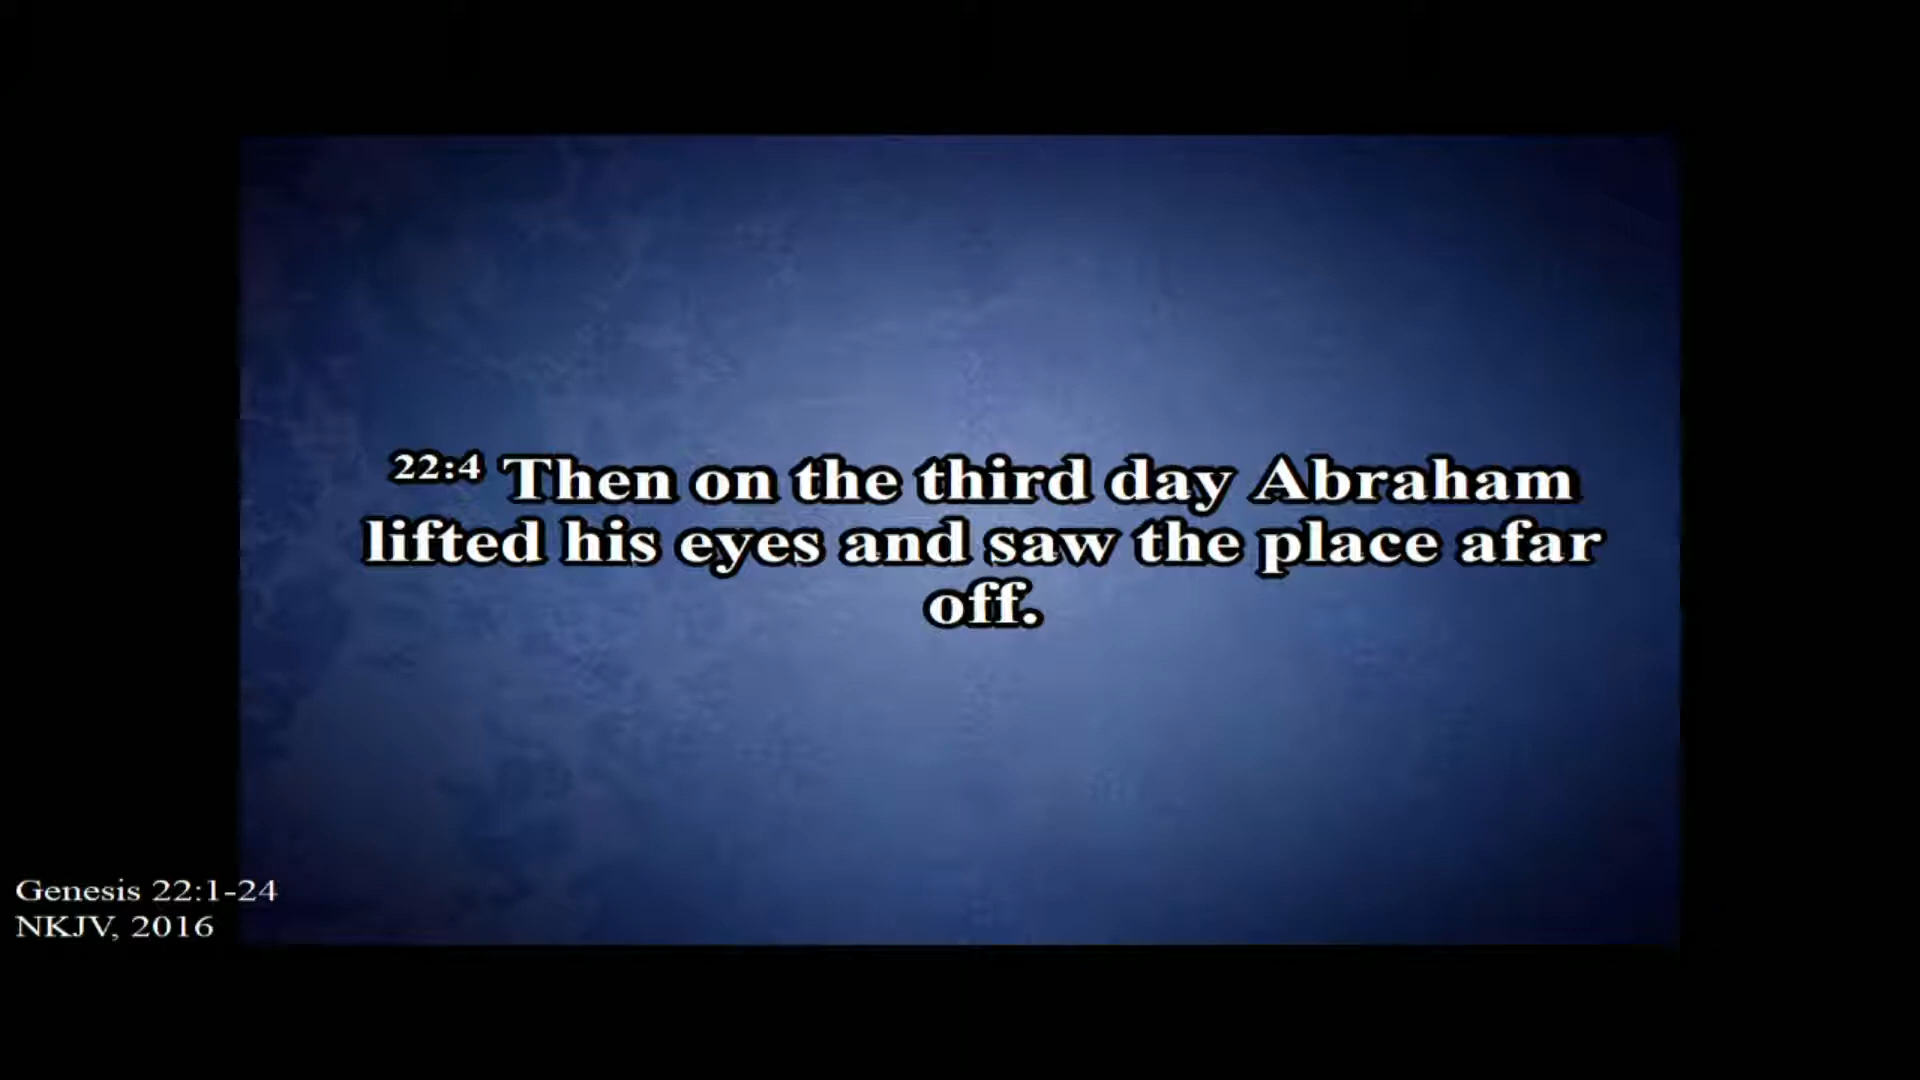 22:4 Then on the third day Abraham
lifted his eyes and saw the place afar
off.
Genesis 22:1-24
NKJV, 2016